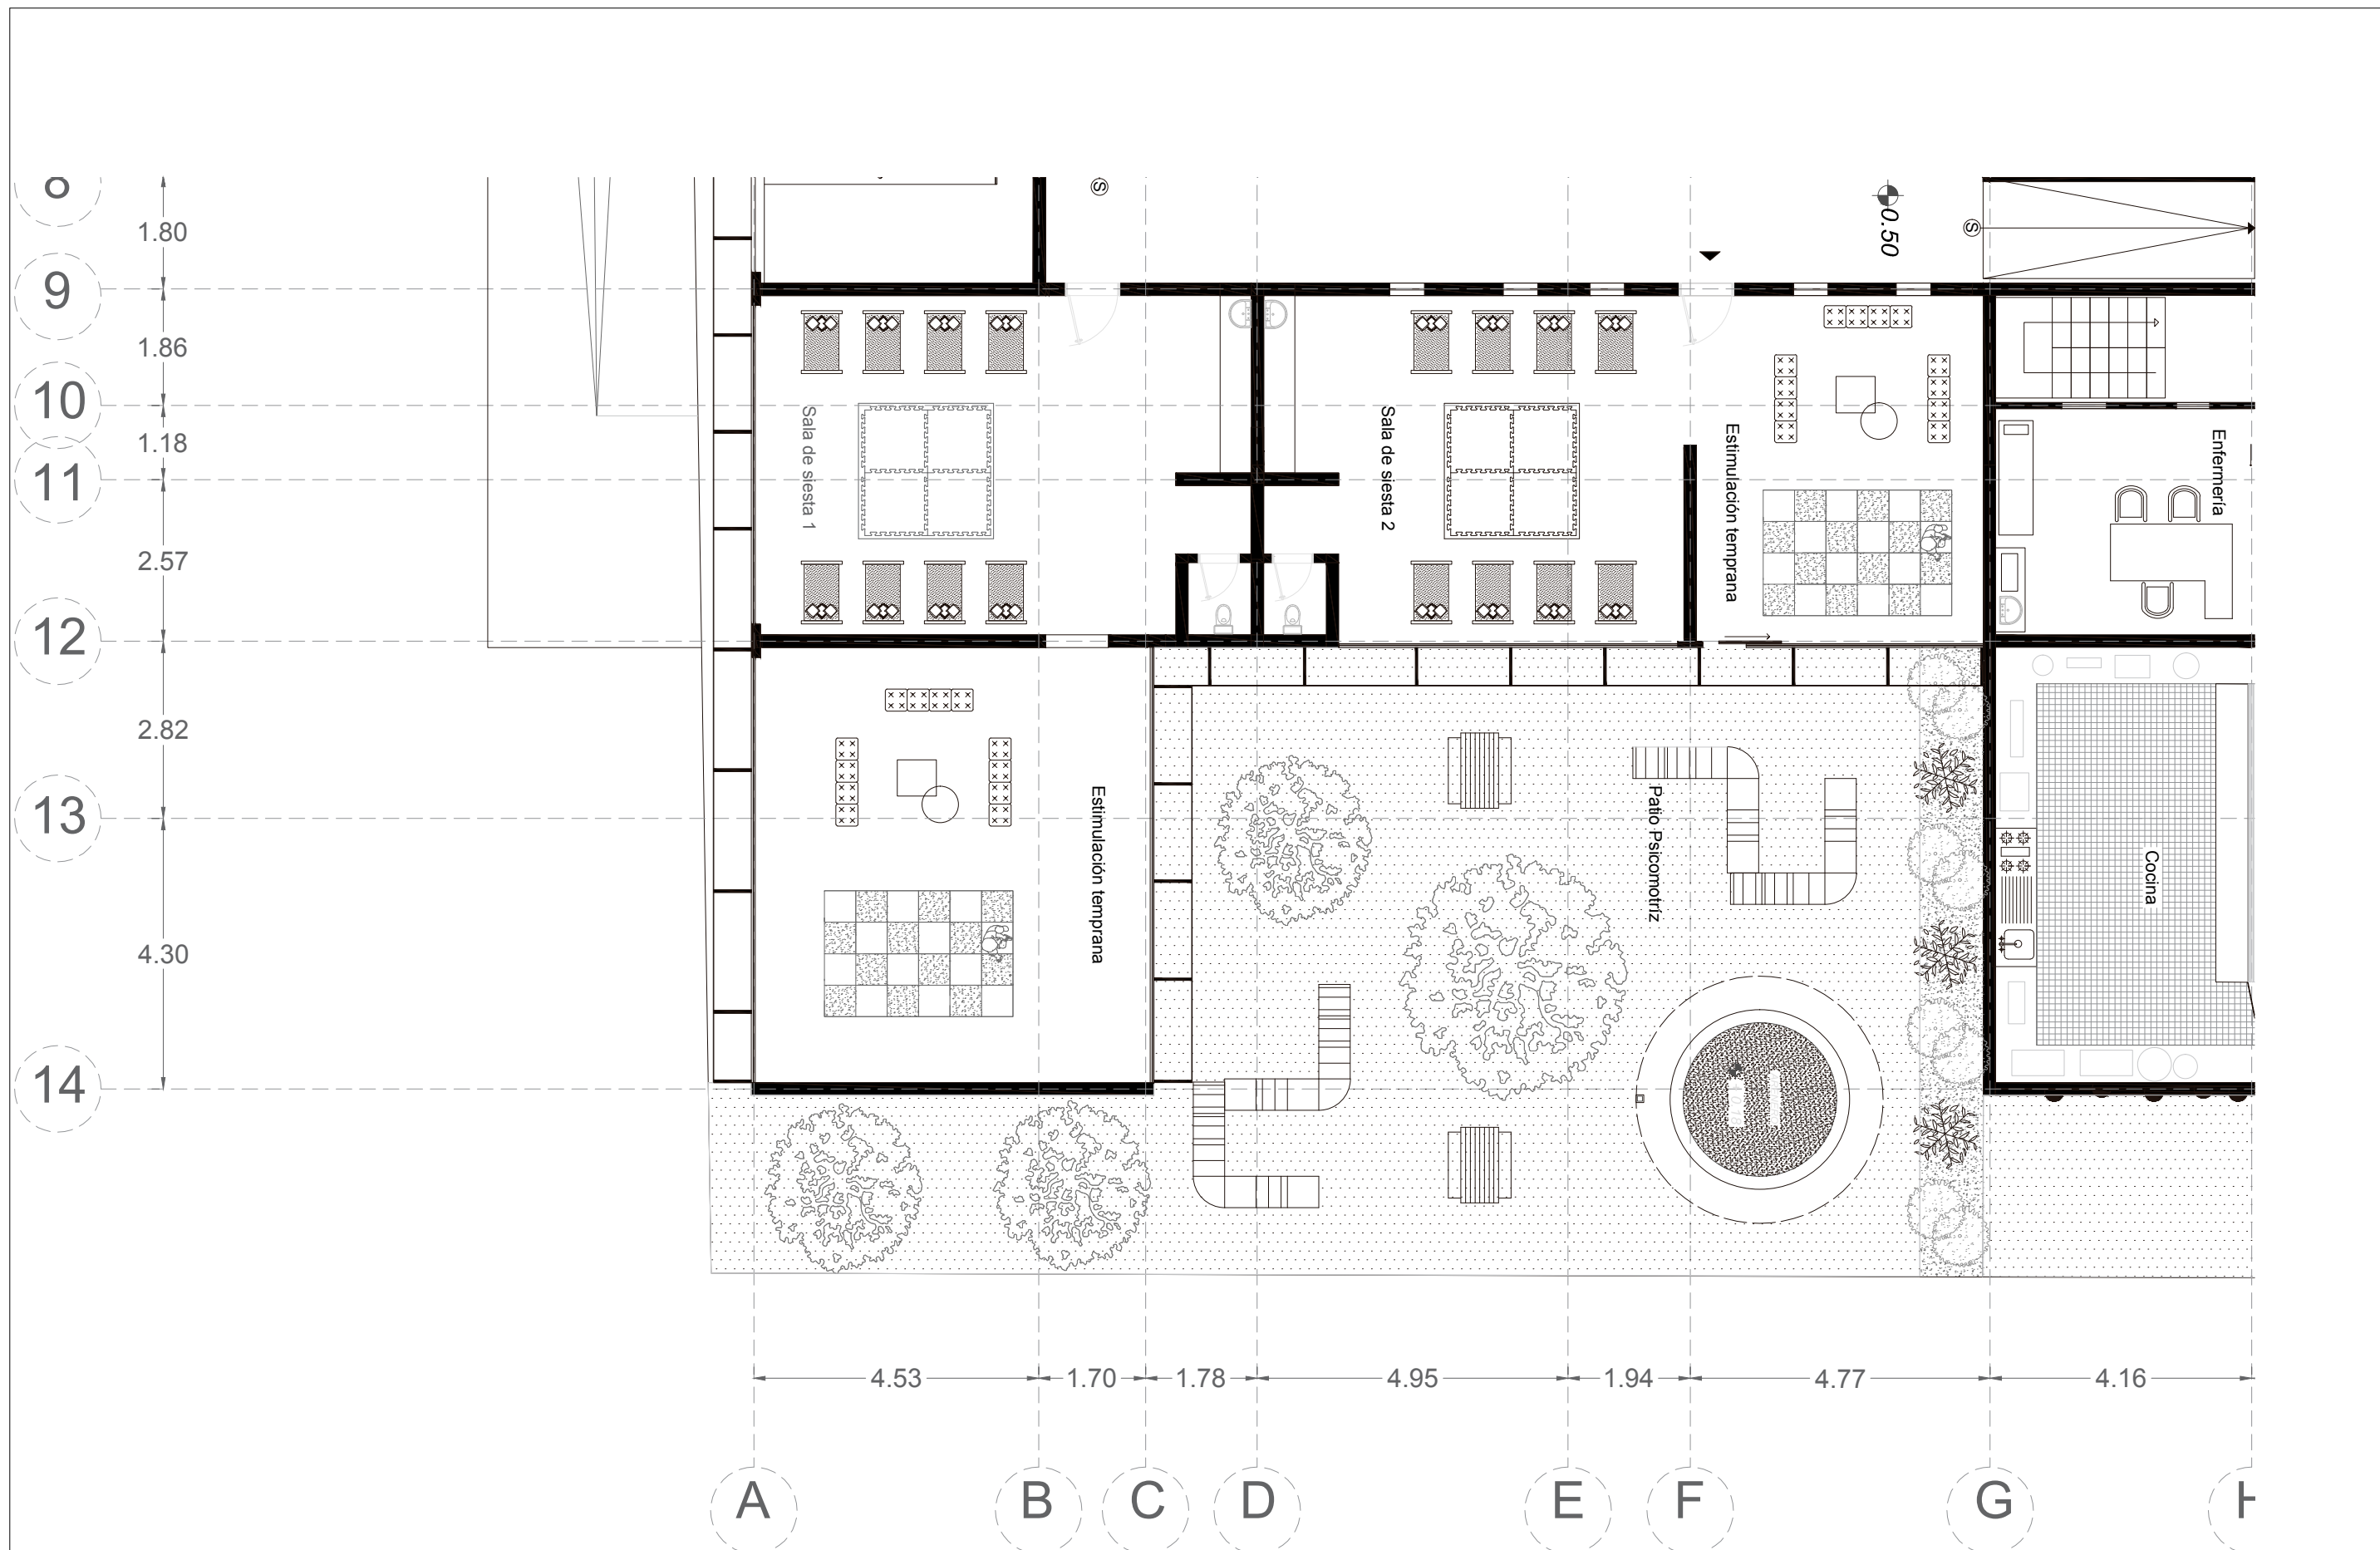 8
1.80
9
1.86
10
1.18
11
2.57
12
2.82
13
4.30
14
S
0.50
S
Sala de siesta 1
Sala de siesta 2
Estimulación temprana
Enfermería
Estimulación temprana
Patio Psicomotríz
Cocina
4.53
1.70
1.78
4.95
1.94
4.77
4.16
A
B
C
D
E
F
G
H